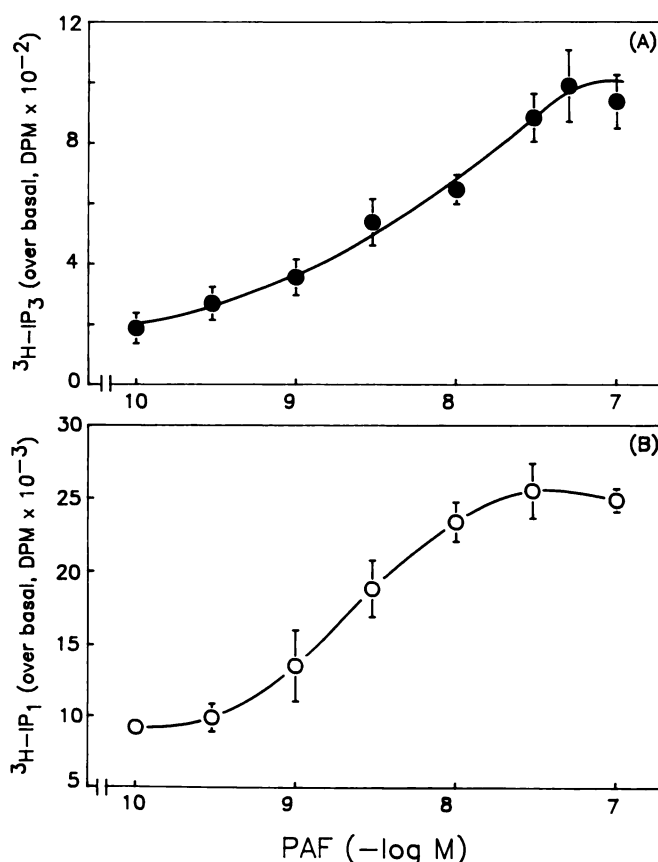 (A)
³H-IP₃ (over basal, DPM × 10⁻²)
12
8
4
0
10 9 8 7
(B)
³H-IP₁ (over basal, DPM × 10⁻³)
30
25
20
15
10
5
10 9 8 7
PAF (-log M)